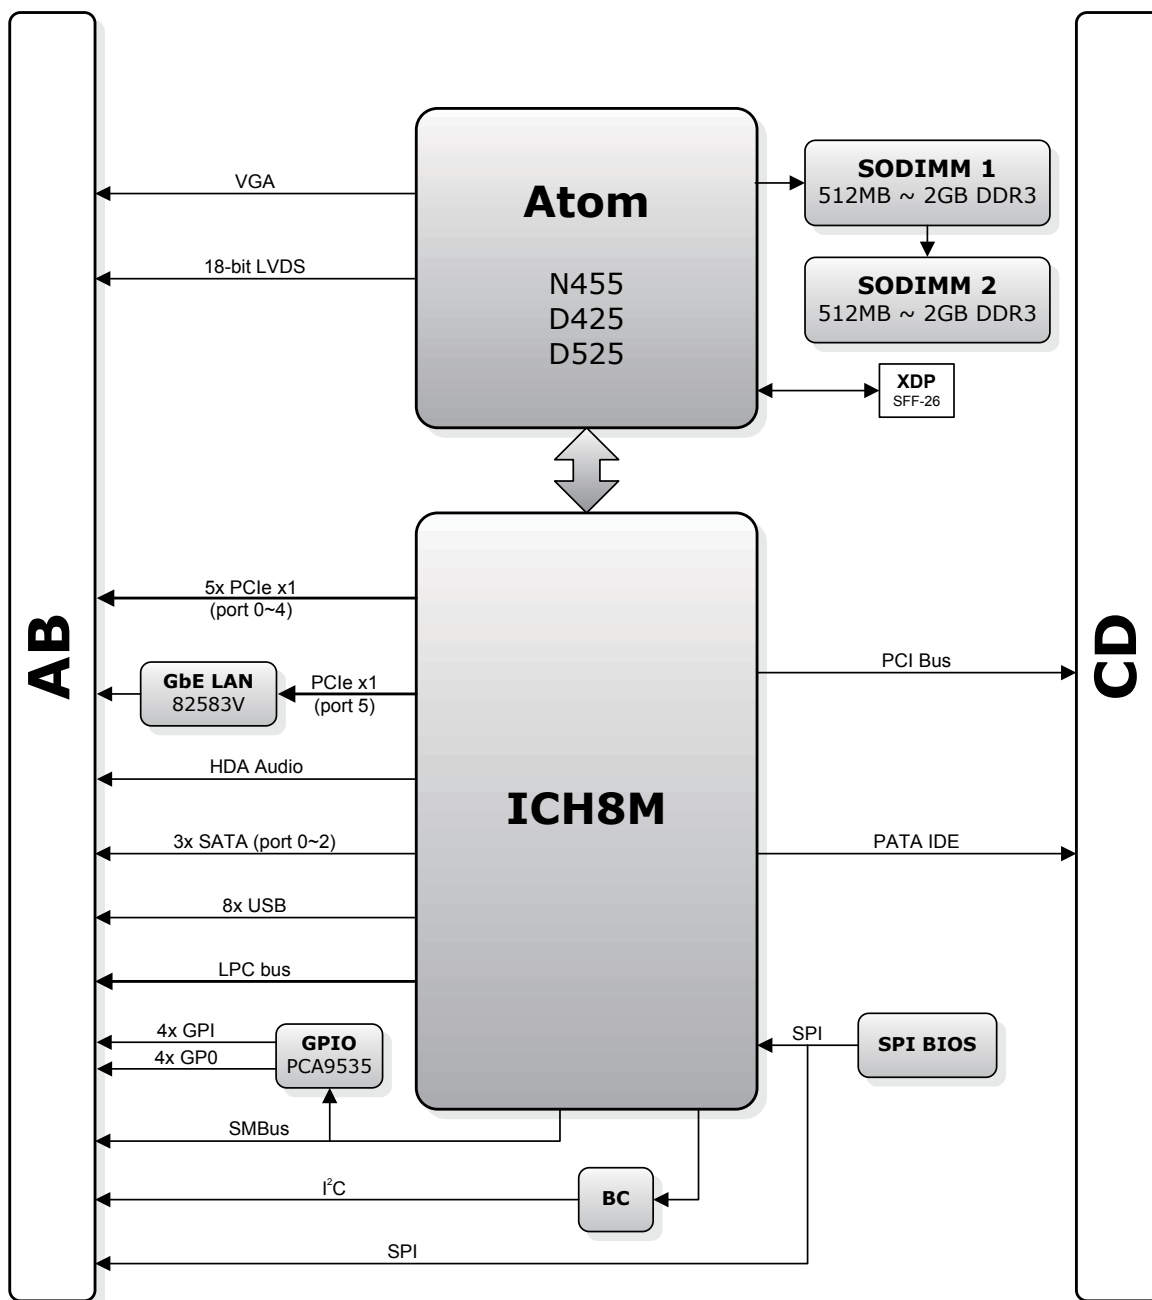 Atom
N455
D425
D525
SODIMM 1
512MB ~ 2GB DDR3
SODIMM 2
512MB ~ 2GB DDR3
XDP
SFF-26
VGA
18-bit LVDS
AB
CD
5x PCIe x1
(port 0~4)
GbE LAN
82583V
PCIe x1
(port 5)
HDA Audio
3x SATA (port 0~2)
8x USB
LPC bus
4x GPI
4x GP0
GPIO
PCA9535
SMBus
I²C
BC
SPI
ICH8M
PCI Bus
PATA IDE
SPI
SPI BIOS